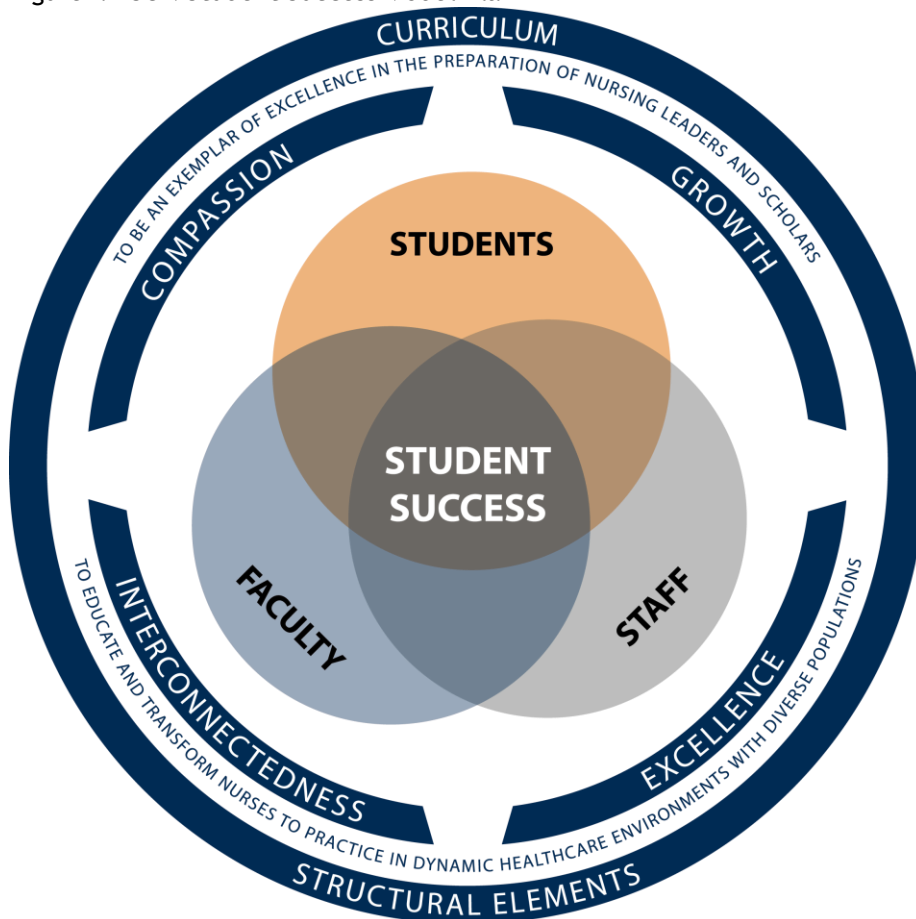 CURRICULUM
TO BE AN EXEMPLAR OF EXCELLENCE IN THE PREPARATION OF NURSING LEADERS AND SCHOLARS
COMPASSION
GROWTH
STUDENTS
STUDENT
SUCCESS
FACULTY
STAFF
INTERCONNECTEDNESS
EXCELLENCE
TO EDUCATE AND TRANSFORM NURSES TO PRACTICE IN DYNAMIC HEALTHCARE ENVIRONMENTS WITH DIVERSE POPULATIONS
STRUCTURAL ELEMENTS